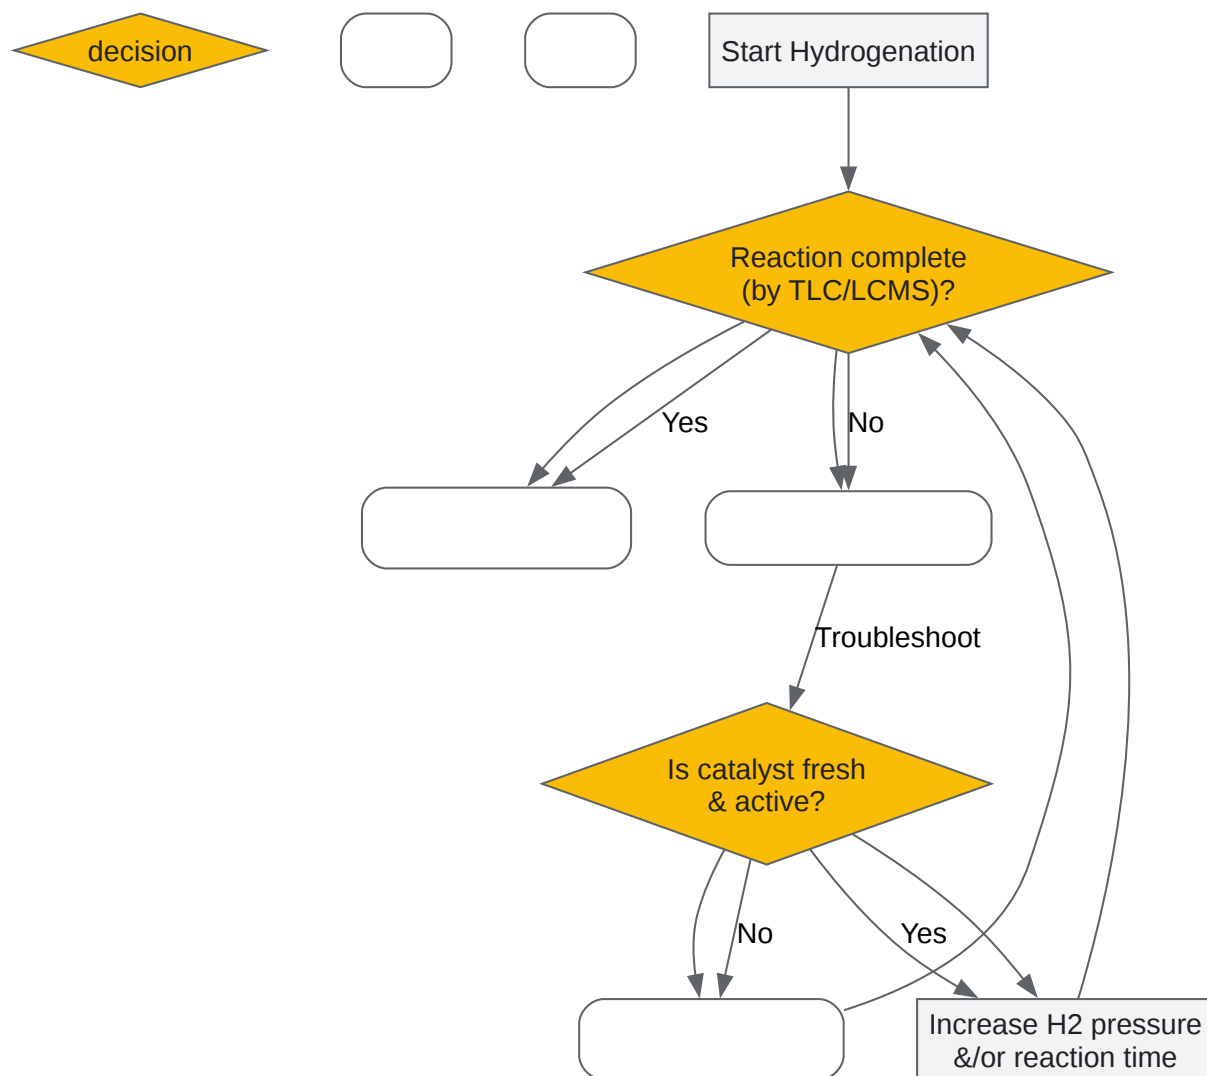 decision
Start Hydrogenation
Reaction complete
(by TLC/LCMS)?
Yes
No
Troubleshoot
Is catalyst fresh
& active?
No
Yes
Increase H2 pressure
&/or reaction time